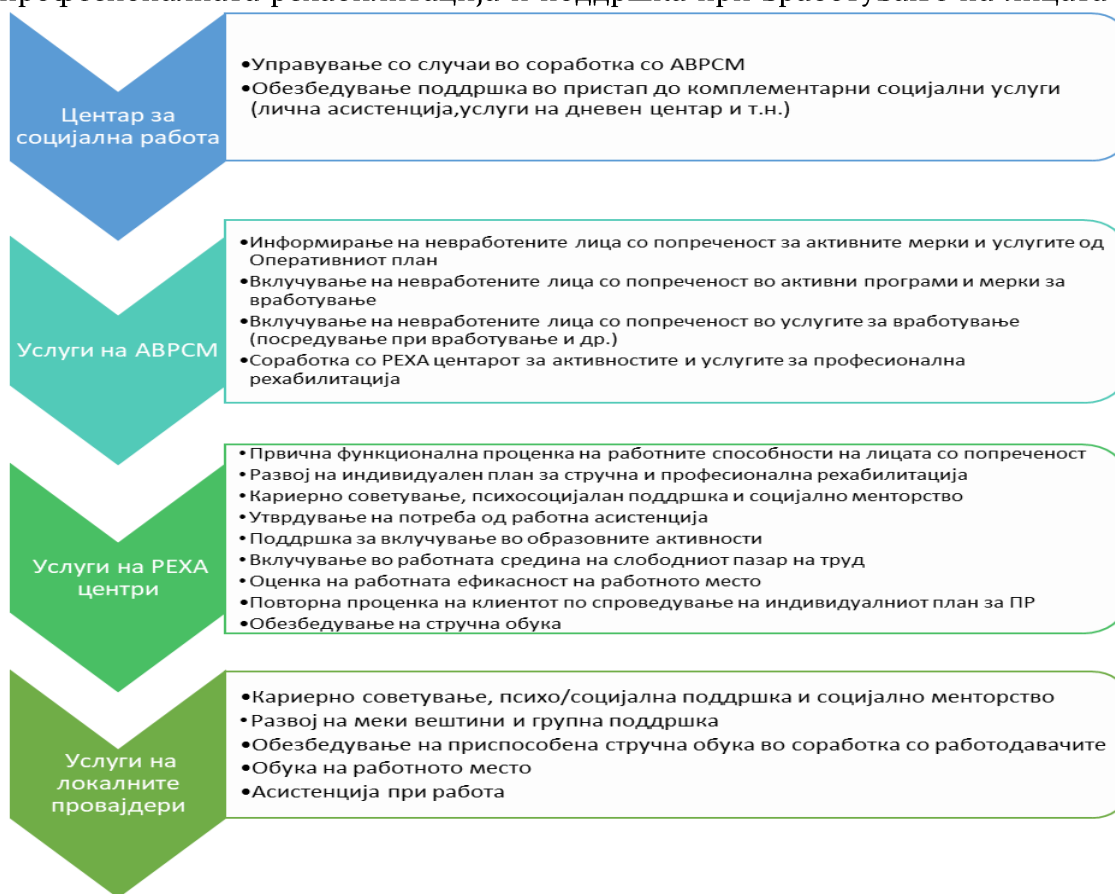 професионалната рехабилитација и поддршка при вработување на лицата
Центар за
социјална работа
•Управување со случаи во соработка со АВРСМ
•Обезбедување поддршка во пристап до комплементарни социјални услуги
(лична асистенција,услуги на дневен центар и т.н.)
Услуги на АВРСМ
•Информирање на невработените лица со попреченост за активните мерки и услугите од
Оперативниот план
•Вклучување на невработените лица со попреченост во активни програми и мерки за
вработување
•Вклучување на невработените лица со попреченост во услугите за вработување
(посредување при вработување и др.)
•Соработка со РЕХА центарот за активностите и услугите за професионална
рехабилитација
Услуги на РЕХА
центри
•Првична функционална проценка на работните способности на лицата со попреченост
•Развој на индивидуален план за стручна и професионална рехабилитација
•Кариерно советување, психосоцијалан поддршка и социјално менторство
•Утврдување на потреба од работна асистенција
•Поддршка за вклучување во образовните активности
•Вклучување во работната средина на слободниот пазар на труд
•Оценка на работната ефикасност на работното место
•Повторна проценка на клиентот по спроведување на индивидуалниот план за ПР
•Обезбедување на стручна обука
Услуги на
локалните
провајдери
•Кариерно советување, психо/социјална поддршка и социјално менторство
•Развој на меки вештини и групна поддршка
•Обезбедување на приспособена стручна обука во соработка со работодавачите
•Обука на работното место
•Асистенција при работа